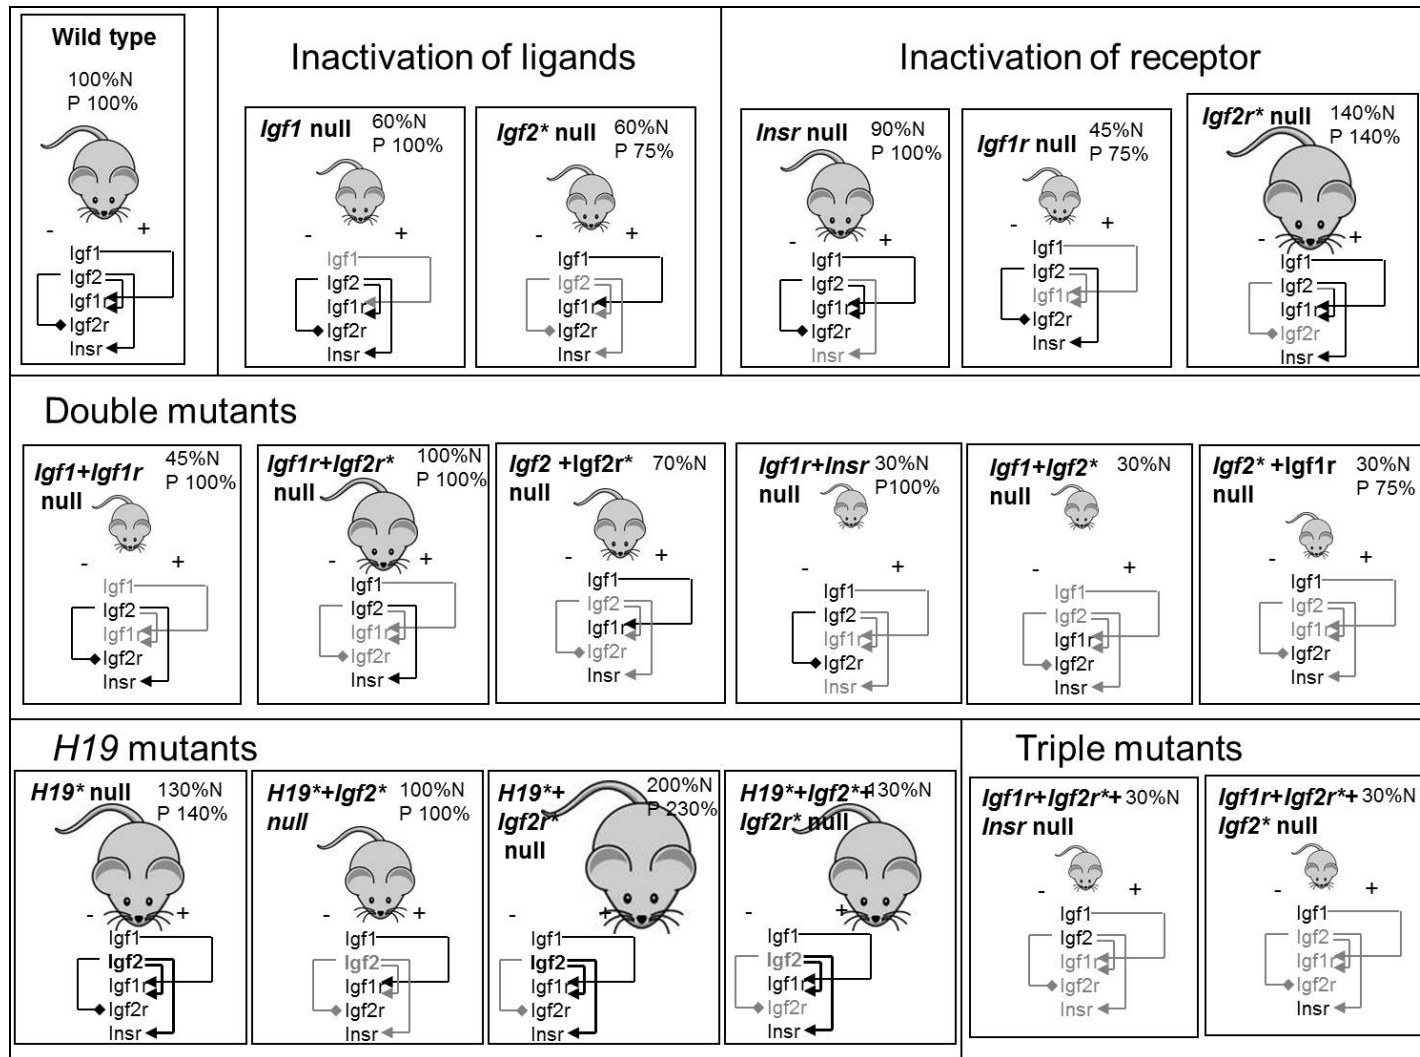 Wild type
100%N
P 100%
- +
Igf1
Igf2
Igf1r
Igf2r
Insr
Inactivation of ligands
Igf1 null 60%N
P 100%
- +
Igf1
Igf2
Igf1r
Igf2r
Insr
Igf2* null 60%N
P 75%
- +
Igf1
Igf2
Igf1r
Igf2r
Insr
Inactivation of receptor
Insr null 90%N
P 100%
- +
Igf1
Igf2
Igf1r
Igf2r
Insr
Igf1r null 45%N
P 75%
- +
Igf1
Igf2
Igf1r
Igf2r
Insr
Igf2r* null 140%N
P 140%
- +
Igf1
Igf2
Igf1r
Igf2r
Insr
Double mutants
Igf1+Igf1r 45%N
null P 100%
- +
Igf1
Igf2
Igf1r
Igf2r
Insr
Igf1r+Igf2r* 100%N
null P 100%
- +
Igf1
Igf2
Igf1r
Igf2r
Insr
Igf2 +Igf2r* 70%N
null
- +
Igf1
Igf2
Igf1r
Igf2r
Insr
Igf1r+Insr 30%N
null P100%
- +
Igf1
Igf2
Igf1r
Igf2r
Insr
Igf1+Igf2* 30%N
null
- +
Igf1
Igf2
Igf1r
Igf2r
Insr
Igf2* +Igf1r 30%N
null P 75%
- +
Igf1
Igf2
Igf1r
Igf2r
Insr
H19 mutants
H19* null 130%N
P 140%
- +
Igf1
Igf2
Igf1r
Igf2r
Insr
H19*+Igf2* 100%N
null P 100%
- +
Igf1
Igf2
Igf1r
Igf2r
Insr
H19*+ 200%N
Igf2r* P 230%
null
- +
Igf1
Igf2
Igf1r
Igf2r
Insr
H19*+Igf2*+130%N
Igf2r* null
- +
Igf1
Igf2
Igf1r
Igf2r
Insr
Triple mutants
Igf1r+Igf2r*+ 30%N
Insr null
- +
Igf1
Igf2
Igf1r
Igf2r
Insr
Igf1r+Igf2r*+ 30%N
Igf2* null
- +
Igf1
Igf2
Igf1r
Igf2r
Insr